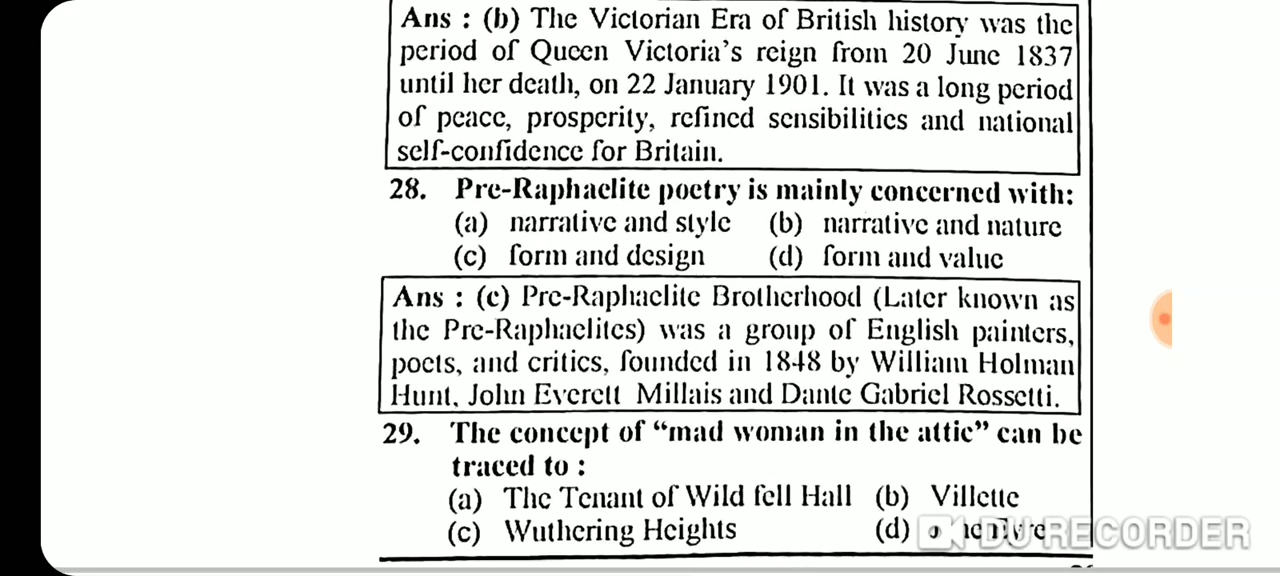 Ans : (b) The Victorian Era of British history was the
period of Queen Victoria's reign from 20 June 1837
until her death, on 22 January 1901. It was a long period
of peace, prosperity, refined sensibilities and national
self-confidence for Britain.
28. Pre-Raphaelite poetry is mainly concerned with:
(a) narrative and style (b) narrative and nature
(c) form and design (d) form and value
Ans : (c) Pre-Raphaelite Brotherhood (Later known as
the Pre-Raphaelites) was a group of English painters,
poets, and critics, founded in 1848 by William Holman
Hunt, John Everett Millais and Dante Gabriel Rossetti.
29. The concept of “mad woman in the attic” can be
traced to :
(a) The Tenant of Wild fell Hall (b) Villette
(c) Wuthering Heights (d)
DU RECORDER